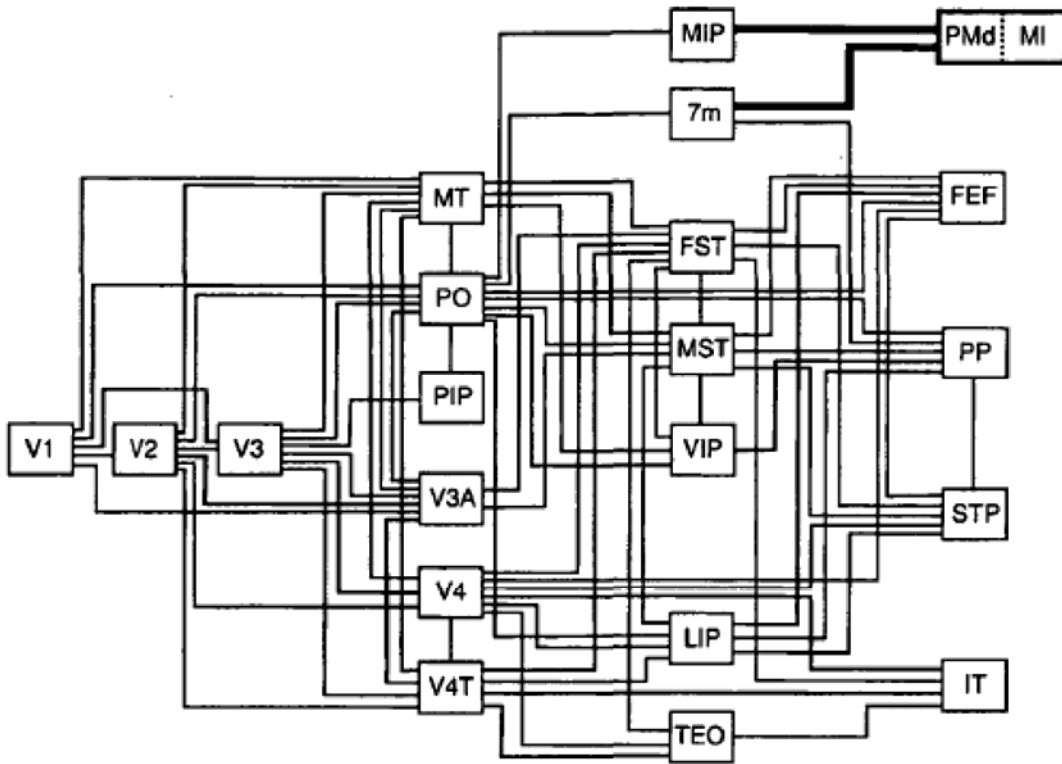 MIP
PMd MI
7m
MT
FEF
FST
PO
MST
PP
PIP
V1
V2
V3
VIP
V3A
STP
V4
LIP
V4T
IT
TEO